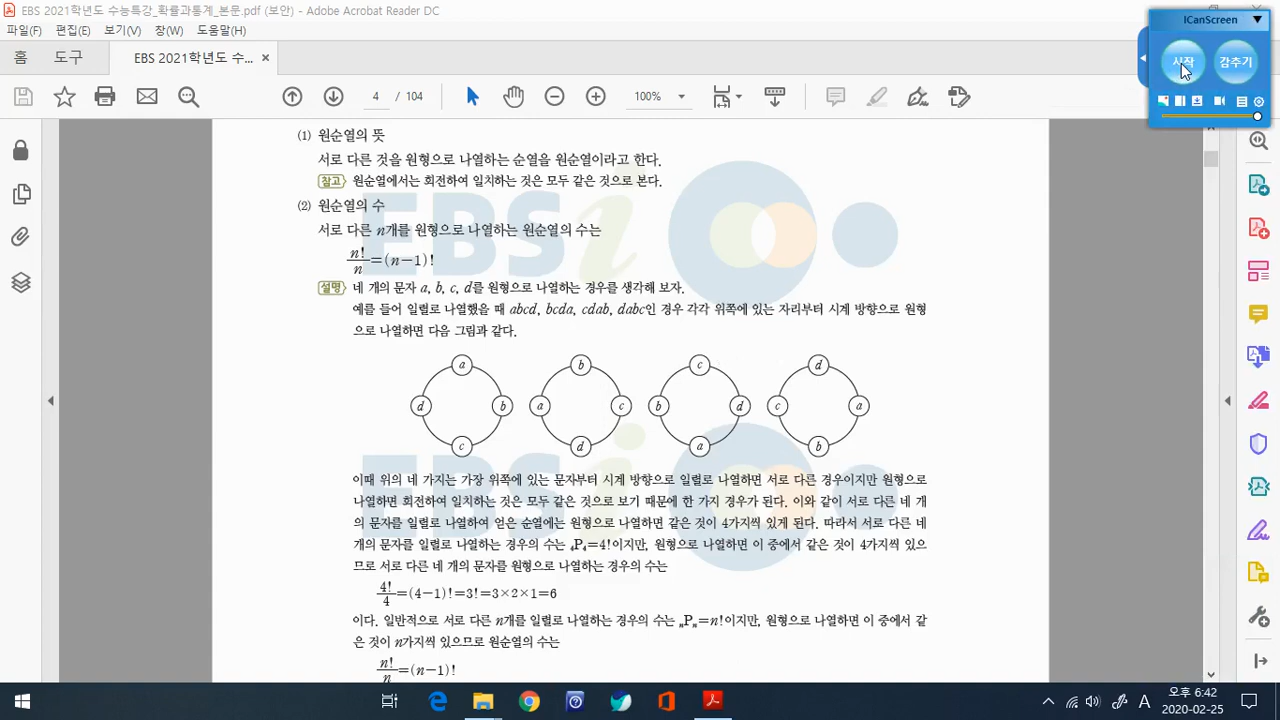 EBS 2021학년도 수능특강_확률과통계_본문.pdf (보안) - Adobe Acrobat Reader DC
파일(F) 편집(E) 보기(V) 창(W) 도움말(H)
홈 도구 EBS 2021학년도 수... ×
4 / 104 100%
ICanScreen
시작 감추기
(1) 원순열의 뜻
서로 다른 것을 원형으로 나열하는 순열을 원순열이라고 한다.
참고 원순열에서는 회전하여 일치하는 것은 모두 같은 것으로 본다.
(2) 원순열의 수
서로 다른 n개를 원형으로 나열하는 원순열의 수는
n!/n=(n-1)!
설명 네 개의 문자 a, b, c, d를 원형으로 나열하는 경우를 생각해 보자.
예를 들어 일렬로 나열했을 때 abcd, bcda, cdab, dabc인 경우 각각 위쪽에 있는 자리부터 시계 방향으로 원형
으로 나열하면 다음 그림과 같다.
a b c d
d b a c b d c a
c d a b
이때 위의 네 가지는 가장 위쪽에 있는 문자부터 시계 방향으로 일렬로 나열하면 서로 다른 경우이지만 원형으로
나열하면 회전하여 일치하는 것은 모두 같은 것으로 보기 때문에 한 가지 경우가 된다. 이와 같이 서로 다른 네 개
의 문자를 일렬로 나열하여 얻은 순열에는 원형으로 나열하면 같은 것이 4가지씩 있게 된다. 따라서 서로 다른 네
개의 문자를 일렬로 나열하는 경우의 수는 ₄P₄=4!이지만, 원형으로 나열하면 이 중에서 같은 것이 4가지씩 있으
므로 서로 다른 네 개의 문자를 원형으로 나열하는 경우의 수는
4!/4=(4-1)!=3!=3×2×1=6
이다. 일반적으로 서로 다른 n개를 일렬로 나열하는 경우의 수는 ₙPₙ=n!이지만, 원형으로 나열하면 이 중에서 같
은 것이 n가지씩 있으므로 원순열의 수는
n!/n=(n-1)!
EBSi
EBSi
A 오후 6:42
2020-02-25